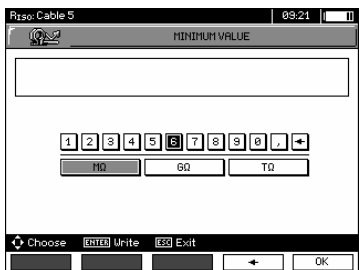 RISO: Cable 5 09:21
MINIMUM VALUE
1 2 3 4 5 6 7 8 9 0 , ←
MΩ GΩ TΩ
Choose ENTER Write ESC Exit
← OK